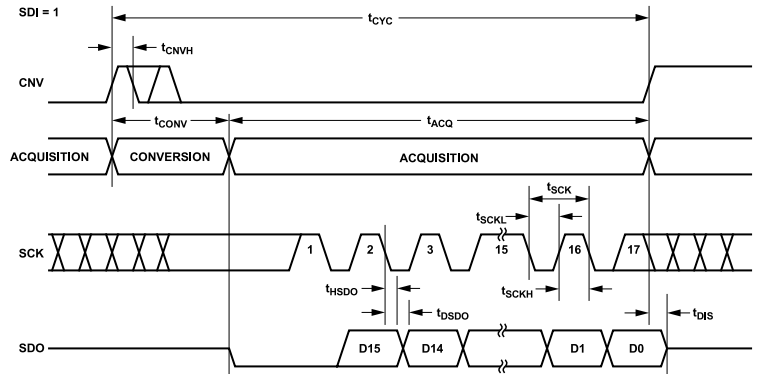 SDI = 1
tCYC
tCNVH
CNV
tCONV
tACQ
ACQUISITION
CONVERSION
ACQUISITION
tSCK
tSCKL
SCK
1
2
3
15
16
17
tHSDO
tDSDO
tSCKH
tDIS
SDO
D15
D14
D1
D0